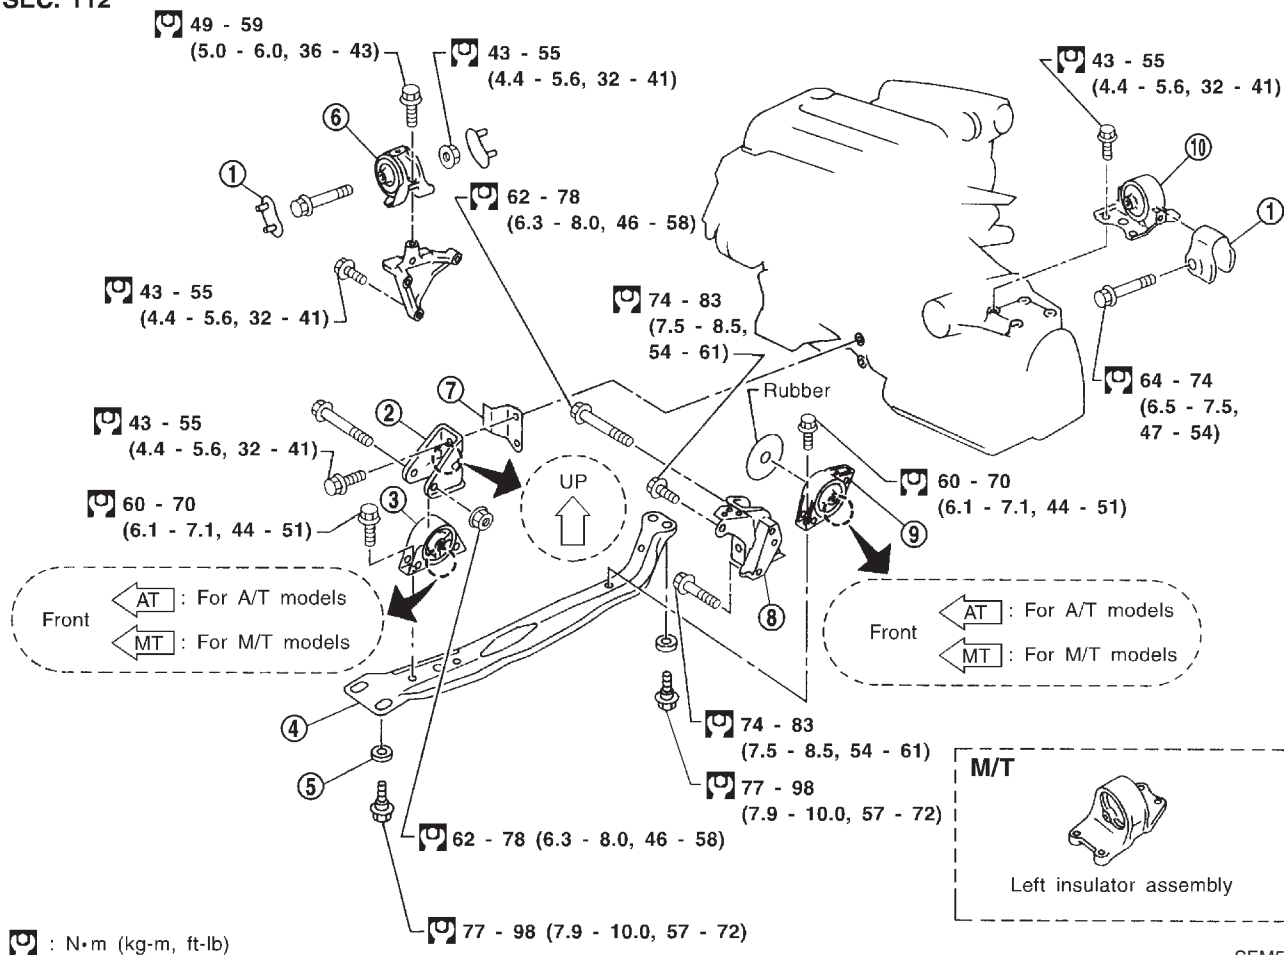 SEC. 112
49 - 59
(5.0 - 6.0, 36 - 43)
43 - 55
(4.4 - 5.6, 32 - 41)
43 - 55
(4.4 - 5.6, 32 - 41)
6
10
1
62 - 78
(6.3 - 8.0, 46 - 58)
1
43 - 55
(4.4 - 5.6, 32 - 41)
74 - 83
(7.5 - 8.5,
54 - 61)
64 - 74
(6.5 - 7.5,
47 - 54)
Rubber
7
2
43 - 55
(4.4 - 5.6, 32 - 41)
UP
60 - 70
(6.1 - 7.1, 44 - 51)
3
60 - 70
(6.1 - 7.1, 44 - 51)
9
Front
AT : For A/T models
MT : For M/T models
8
Front
AT : For A/T models
MT : For M/T models
4
5
74 - 83
(7.5 - 8.5, 54 - 61)
77 - 98
(7.9 - 10.0, 57 - 72)
M/T
Left insulator assembly
62 - 78 (6.3 - 8.0, 46 - 58)
77 - 98 (7.9 - 10.0, 57 - 72)
: N•m (kg-m, ft-lb)